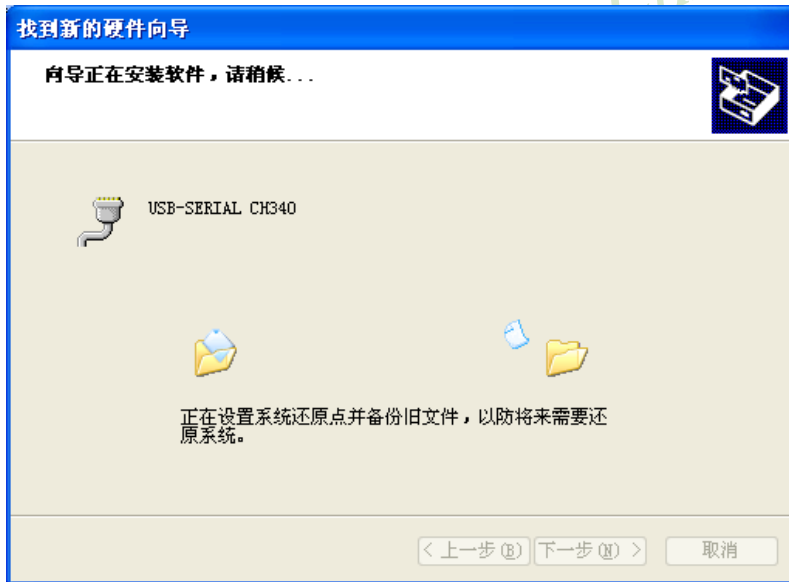 找到新的硬件向导
向导正在安装软件，请稍候...
USB-SERIAL CH340
正在设置系统还原点并备份旧文件，以防将来需要还
原系统。
< 上一步(B) 下一步(N) > 取消